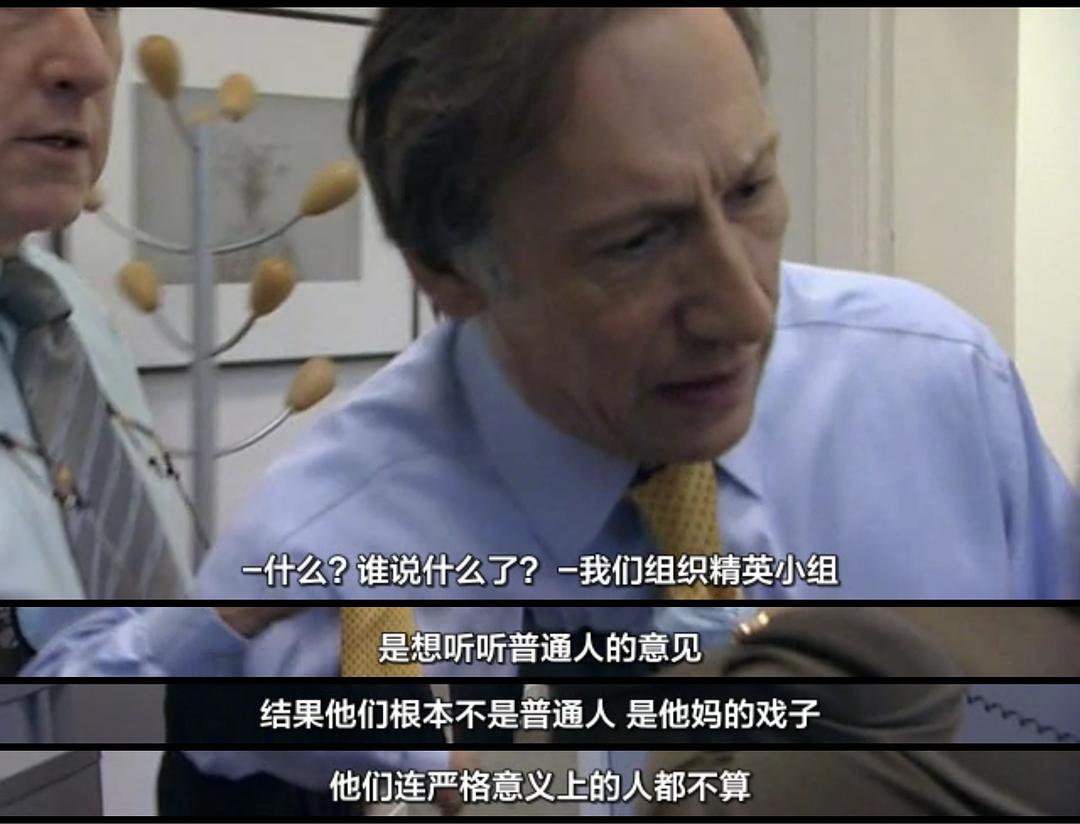 -什么？谁说什么了？ -我们组织精英小组
是想听听普通人的意见
结果他们根本不是普通人 是他妈的戏子
他们连严格意义上的人都不算